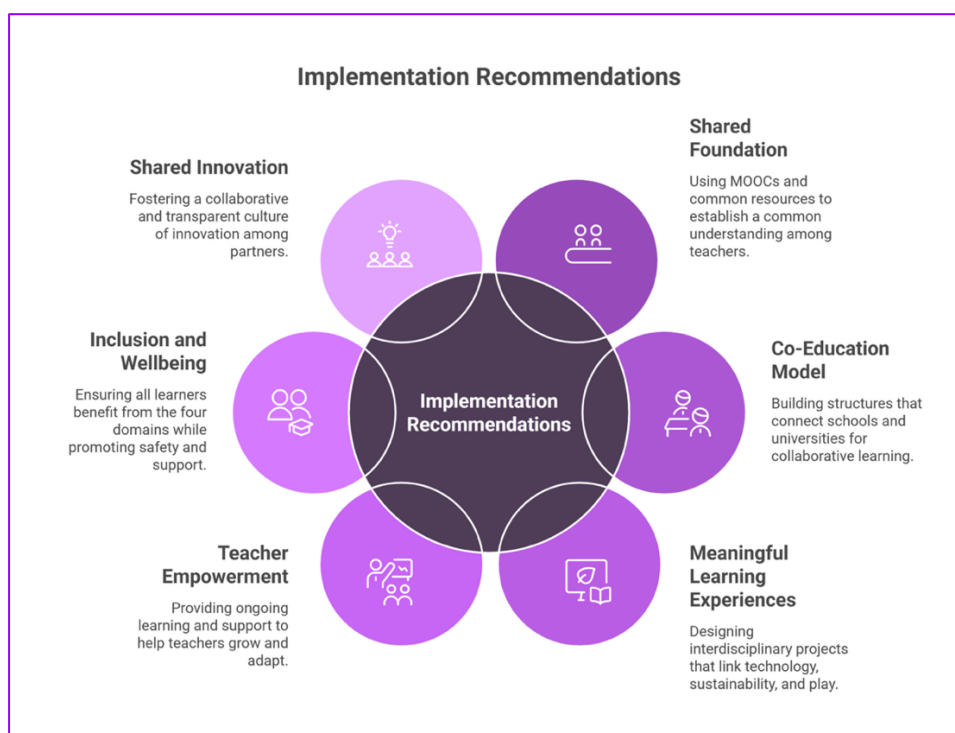 Implementation Recommendations
Shared Innovation
Fostering a collaborative
and transparent culture
of innovation among
partners.
Shared
Foundation
Using MOOCs and
common resources to
establish a common
understanding among
teachers.
Inclusion and
Wellbeing
Ensuring all learners
benefit from the four
domains while
promoting safety and
support.
Implementation
Recommendations
Co-Education
Model
Building structures that
connect schools and
universities for
collaborative learning.
Teacher
Empowerment
Providing ongoing
learning and support to
help teachers grow and
adapt.
Meaningful
Learning
Experiences
Designing
interdisciplinary projects
that link technology,
sustainability, and play.